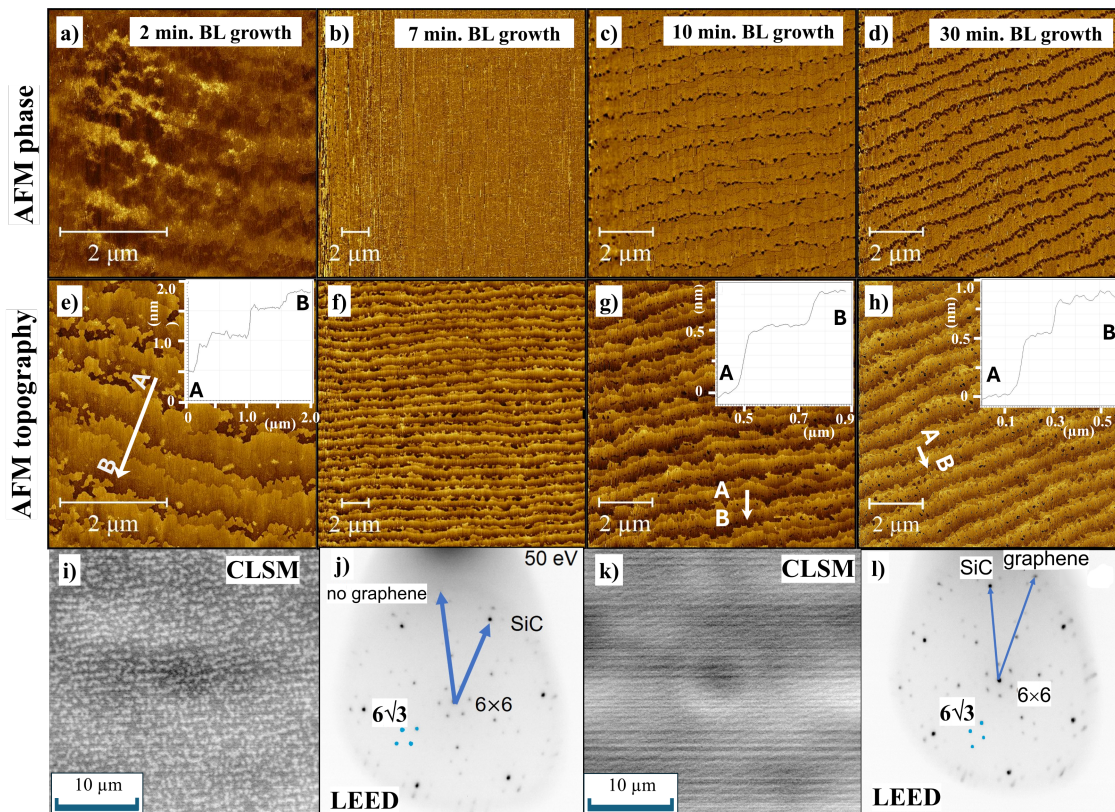 AFM phase
a)
2 min. BL growth
2 μm
b)
7 min. BL growth
2 μm
c)
10 min. BL growth
2 μm
d)
30 min. BL growth
2 μm
AFM topography
e)
2.0
(nm)
1.0
0
A
B
0
1.0
2.0
(μm)
A
B
2 μm
f)
2 μm
g)
1.0
(nm)
0.5
0
A
B
0.5
0.7
0.9
(μm)
A
B
2 μm
h)
1.0
(nm)
0.5
0
A
B
0.1
0.3
0.5
(μm)
A
B
2 μm
i)
CLSM
10 μm
j)
50 eV
no graphene
SiC
6×6
6√3
LEED
k)
CLSM
10 μm
l)
SiC
graphene
6×6
6√3
LEED